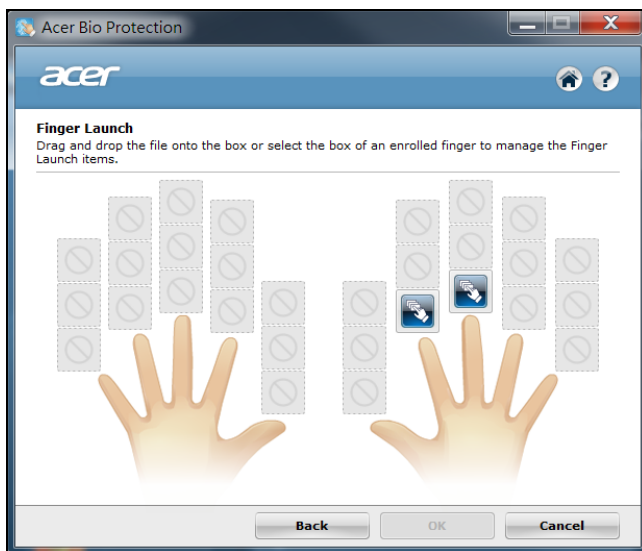 Acer Bio Protection
acer
?
Finger Launch
Drag and drop the file onto the box or select the box of an enrolled finger to manage the Finger
Launch items.
Back OK Cancel